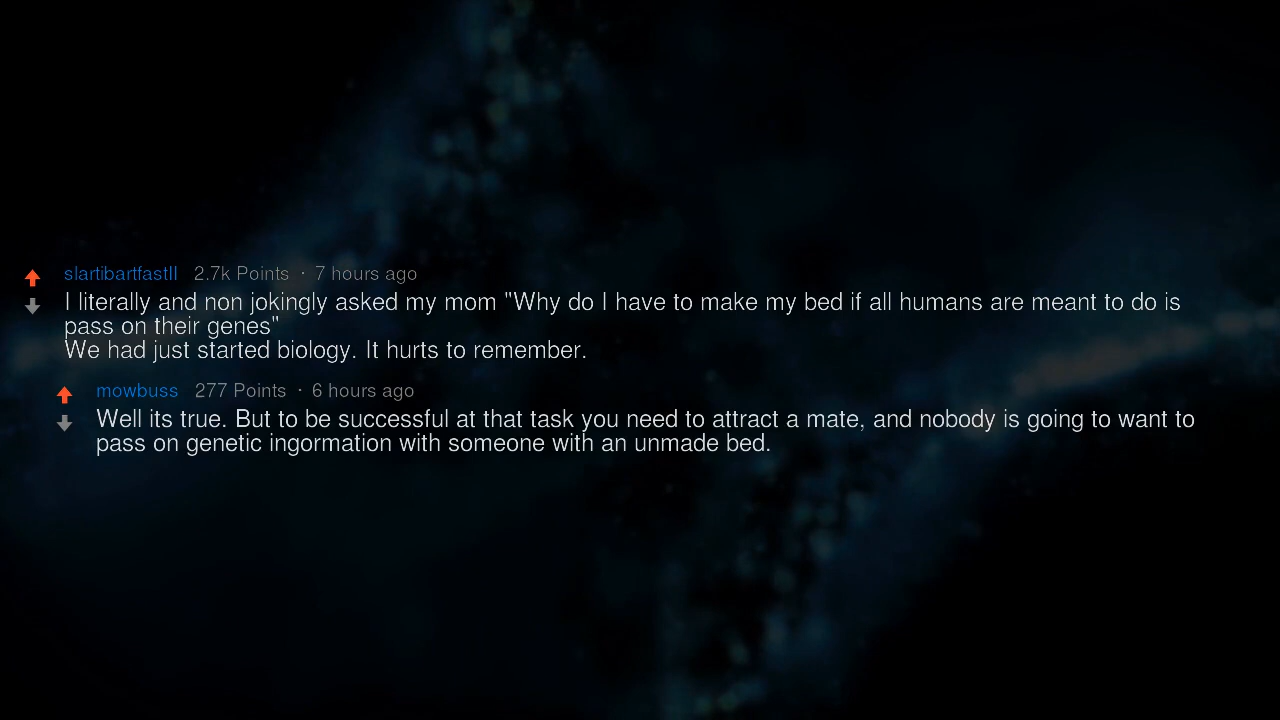 slartibartfastII 2.7k Points · 7 hours ago
I literally and non jokingly asked my mom "Why do I have to make my bed if all humans are meant to do is
pass on their genes"
We had just started biology. It hurts to remember.
mowbuss 277 Points · 6 hours ago
Well its true. But to be successful at that task you need to attract a mate, and nobody is going to want to
pass on genetic ingormation with someone with an unmade bed.